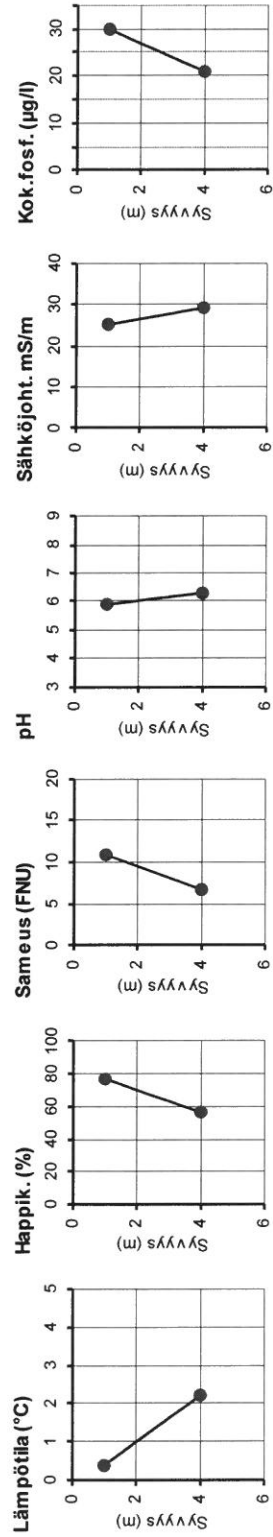 Lämpötila (°C)
0 1 2 3 4 5
0
2
4
6
Syvyys (m)
Happik. (%)
0 20 40 60 80 100
0
2
4
6
Syvyys (m)
Sameus (FNU)
0 5 10 15 20
0
2
4
6
Syvyys (m)
pH
3 4 5 6 7 8 9
0
2
4
6
Syvyys (m)
Sähköjoht. mS/m
0 10 20 30 40
0
2
4
6
Syvyys (m)
Kok.fosf. (µg/l)
0 10 20 30
0
2
4
6
Syvyys (m)